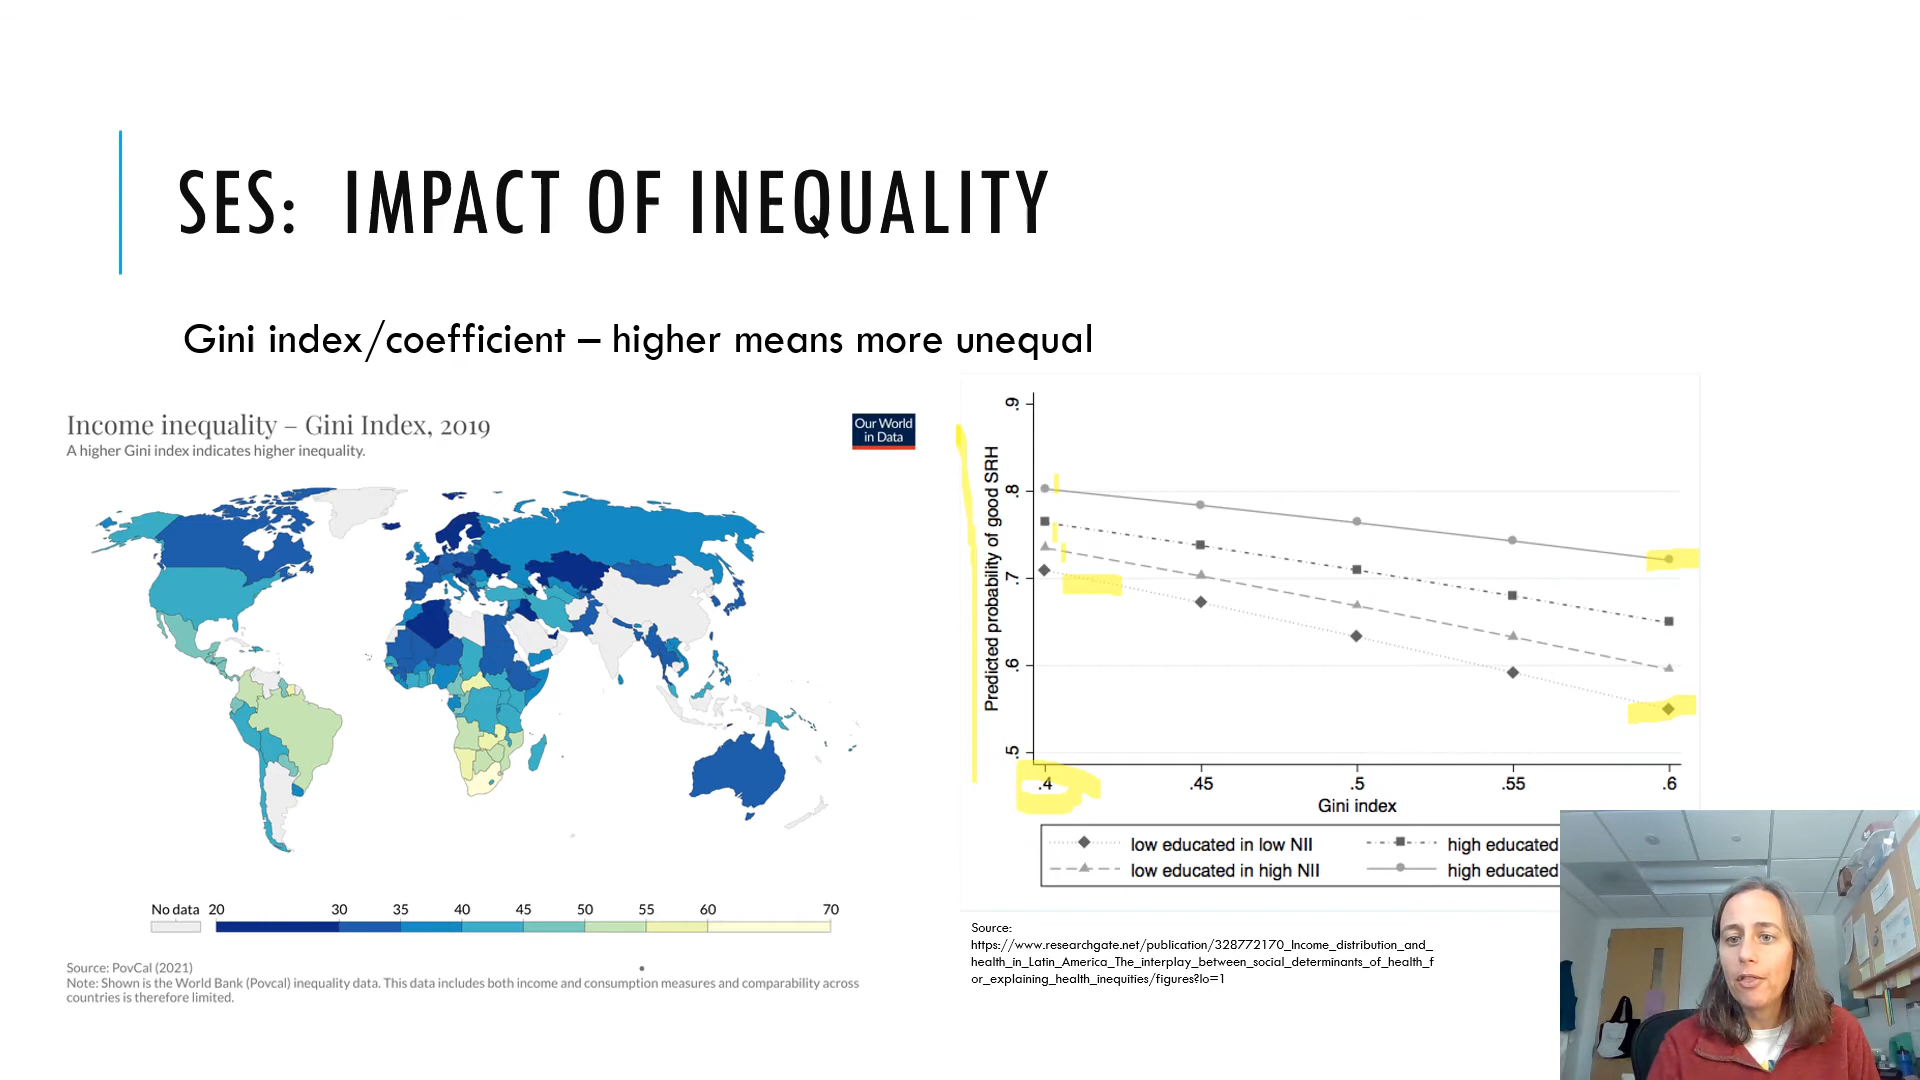 SES: IMPACT OF INEQUALITY
Gini index/coefficient – higher means more unequal
Income inequality – Gini Index, 2019
A higher Gini index indicates higher inequality.
Our World
in Data
No data 20 30 35 40 45 50 55 60 70
Source: PovCal (2021)
Note: Shown is the World Bank (Povcal) inequality data. This data includes both income and consumption measures and comparability across
countries is therefore limited.
Predicted probability of good SRH
.9
.8
.7
.6
.5
.4 .45 .5 .55 .6
Gini index
low educated in low NII high educated
low educated in high NII high educated
Source:
https://www.researchgate.net/publication/328772170_Income_distribution_and_
health_in_Latin_America_The_interplay_between_social_determinants_of_health_f
or_explaining_health_inequities/figures?lo=1